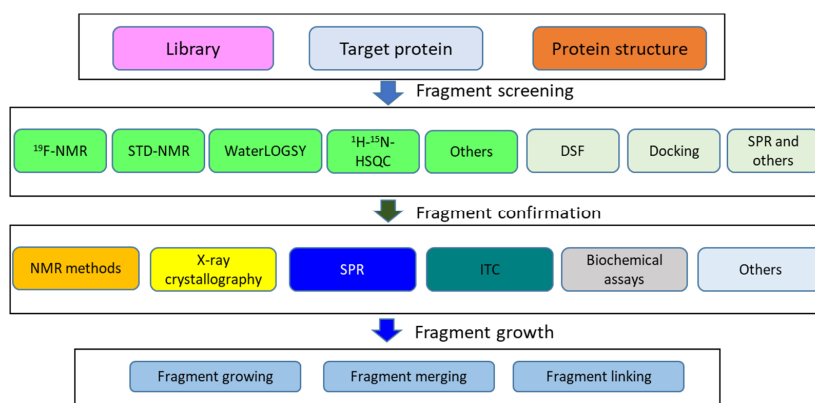 Library
Target protein
Protein structure
Fragment screening
¹⁹F-NMR
STD-NMR
WaterLOGSY
¹H-¹⁵N-
HSQC
Others
DSF
Docking
SPR and
others
Fragment confirmation
NMR methods
X-ray
crystallography
SPR
ITC
Biochemical
assays
Others
Fragment growth
Fragment growing
Fragment merging
Fragment linking